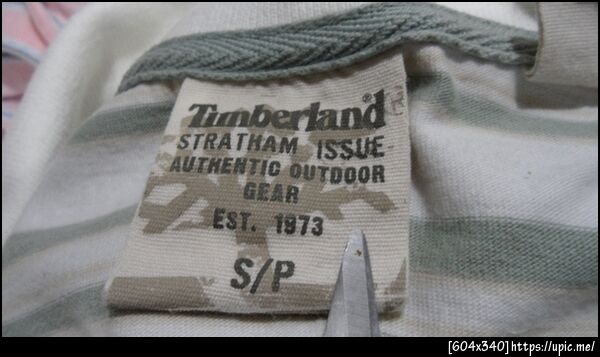 Timberland®
STRATHAM ISSUE
AUTHENTIC OUTDOOR
GEAR
EST. 1973
S/P
[604x340]https://upic.me/